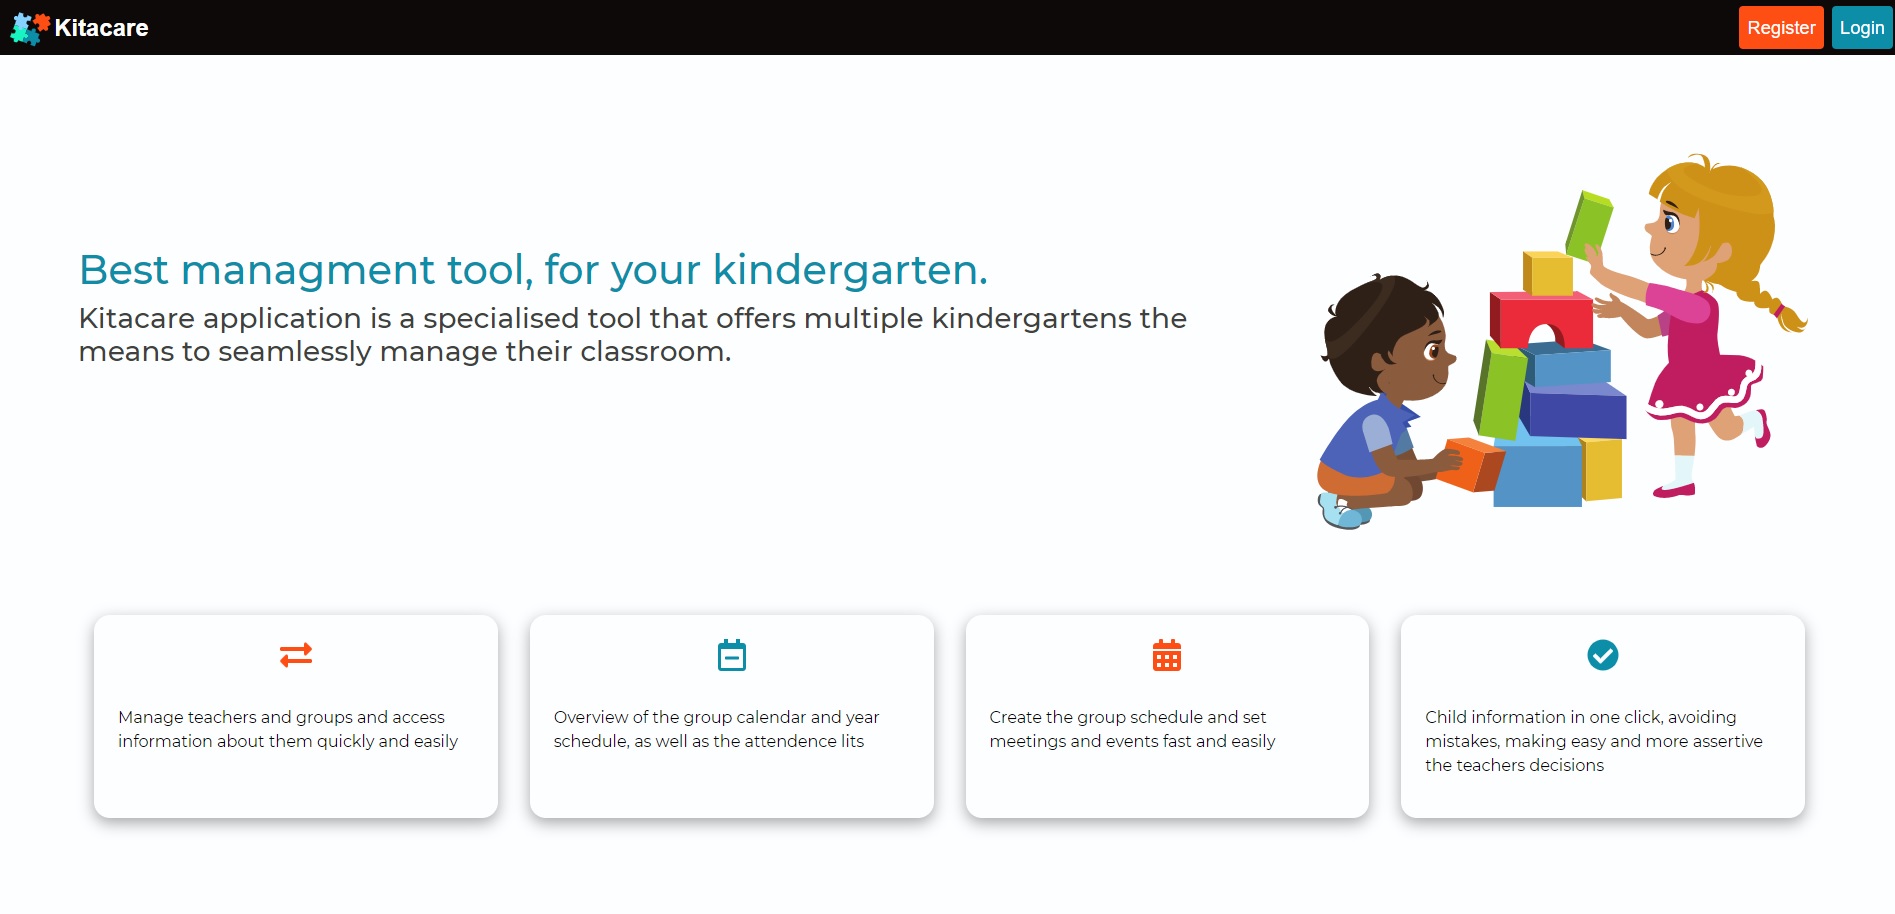 Kitacare
Register
Login
Best managment tool, for your kindergarten.
Kitacare application is a specialised tool that offers multiple kindergartens the
means to seamlessly manage their classroom.
Manage teachers and groups and access
information about them quickly and easily
Overview of the group calendar and year
schedule, as well as the attendence lits
Create the group schedule and set
meetings and events fast and easily
Child information in one click, avoiding
mistakes, making easy and more assertive
the teachers decisions